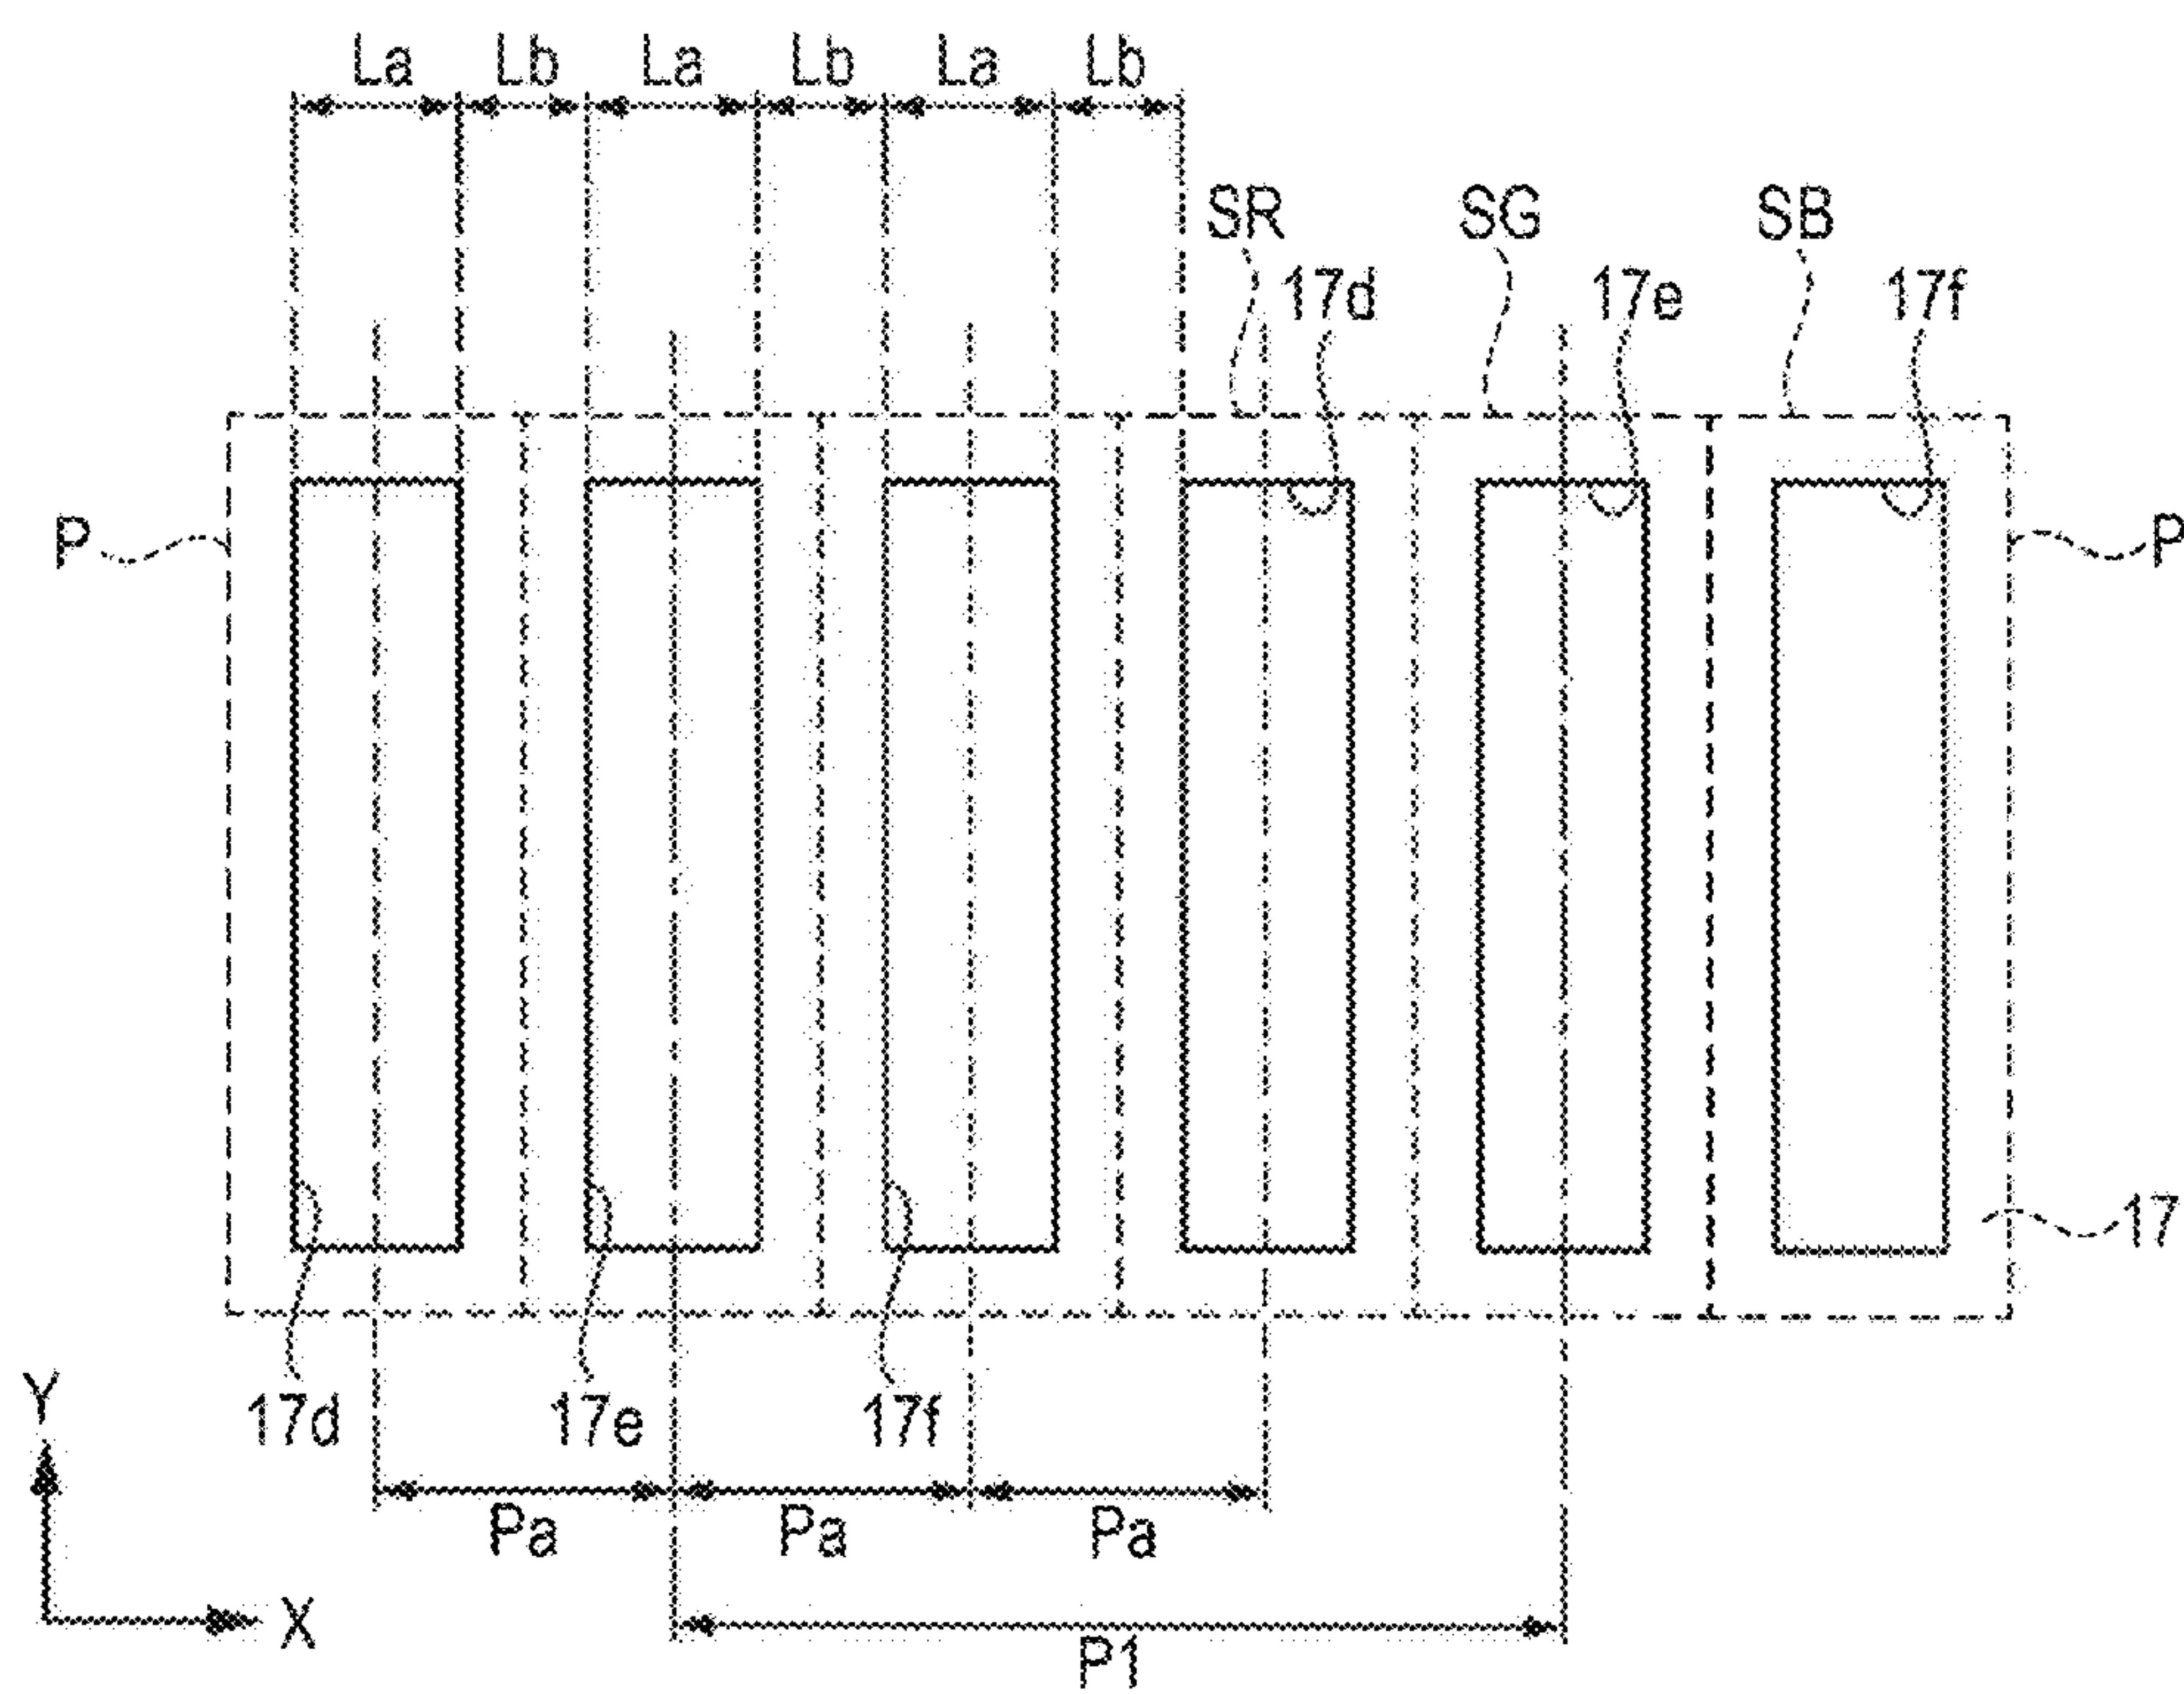 La Lb La Lb La Lb
SR SG SB
17d 17e 17f
P P
17
17d 17e 17f
Y
Pa Pa Pa
X
P1